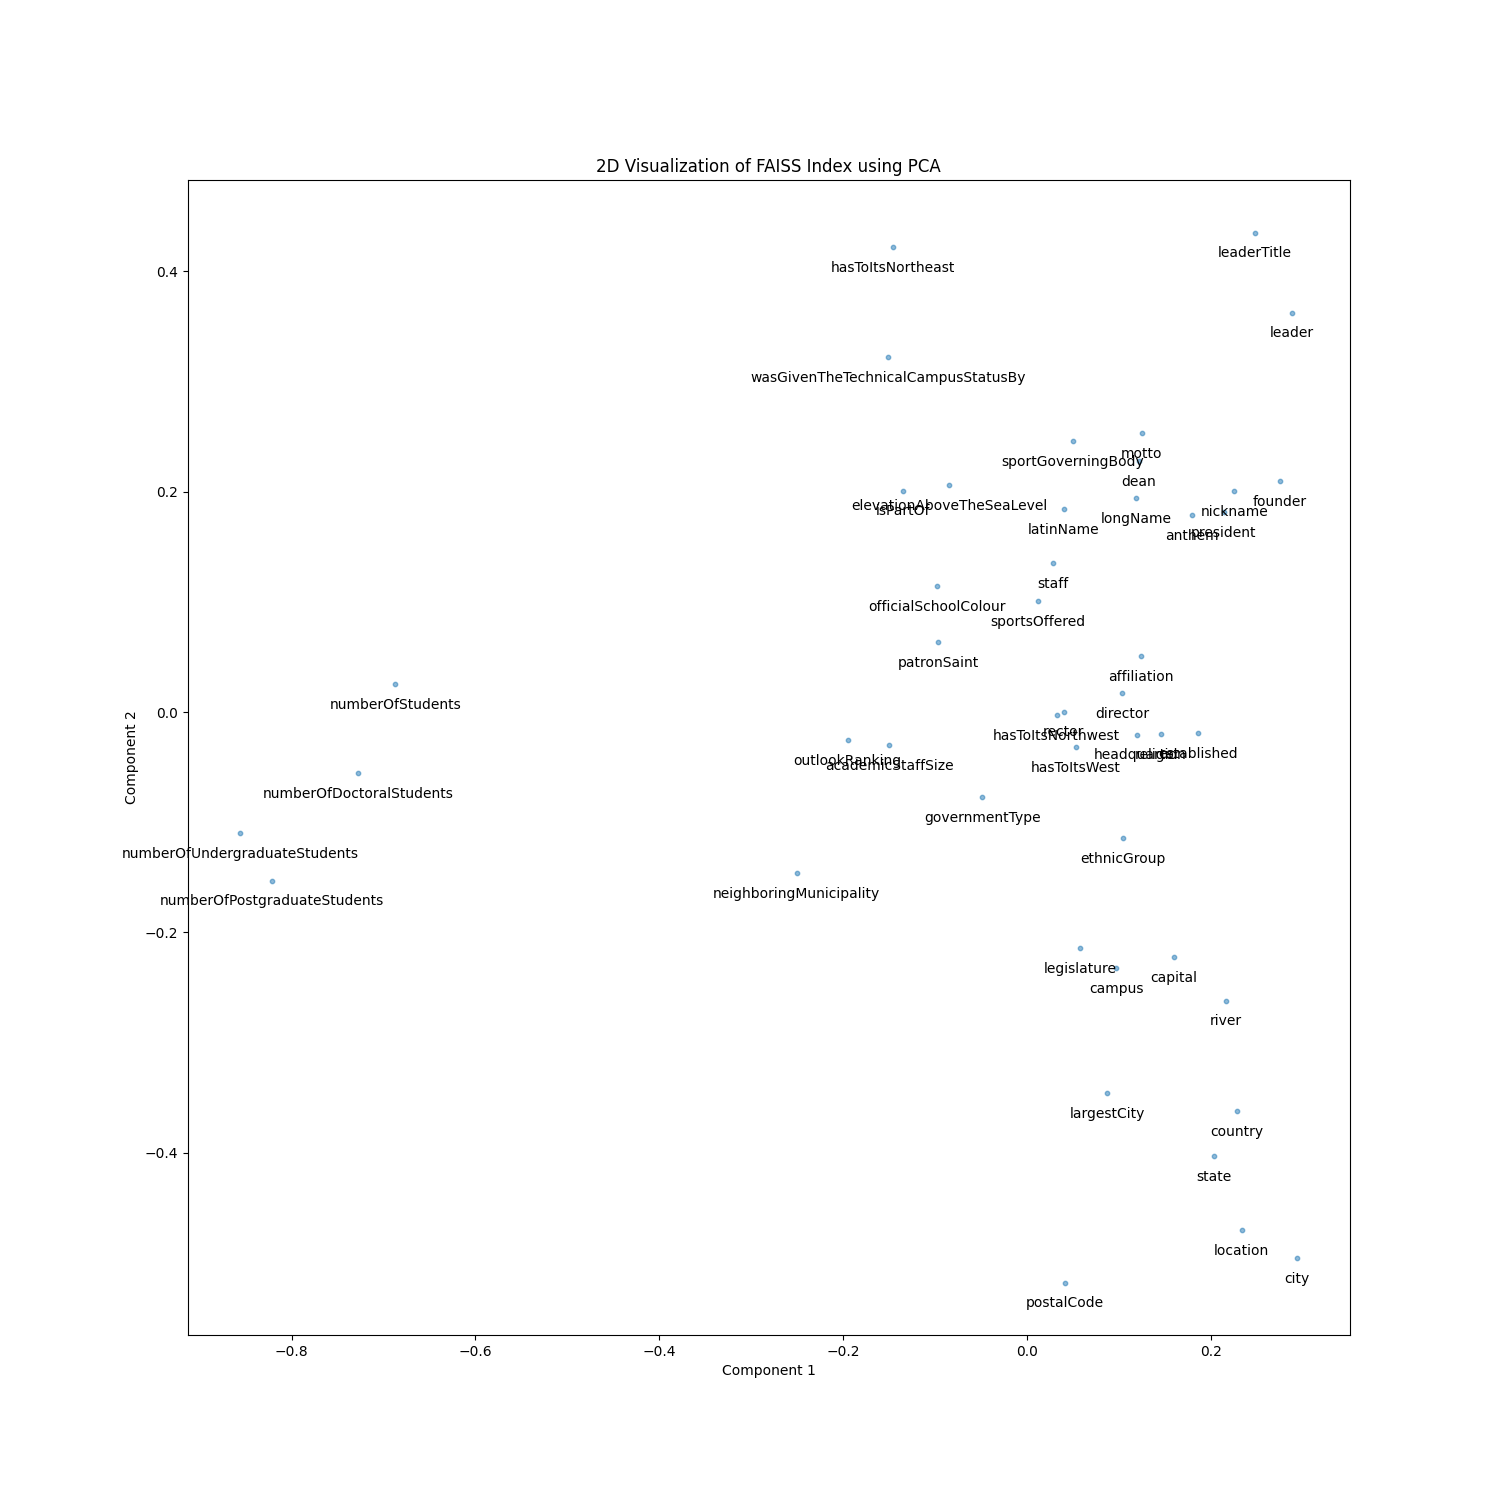 2D Visualization of FAISS Index using PCA
leaderTitle
hasToItsNortheast
0.4
leader
wasGivenTheTechnicalCampusStatusBy
motto
sportGoverningBody
dean
0.2
founder
elevationAboveTheSeaLevel
isPartOf
nickname
longName
latinName
president
anthem
staff
officialSchoolColour
sportsOffered
patronSaint
affiliation
numberOfStudents
0.0
director
rector
hasToItsNorthwest
headquarters
religion
established
outlookRanking
academicStaffSize
hasToItsWest
numberOfDoctoralStudents
governmentType
numberOfUndergraduateStudents
ethnicGroup
neighboringMunicipality
numberOfPostgraduateStudents
−0.2
legislature
capital
campus
river
largestCity
country
−0.4
state
location
city
postalCode
−0.8
−0.6
−0.4
−0.2
0.0
0.2
Component 1
Component 2